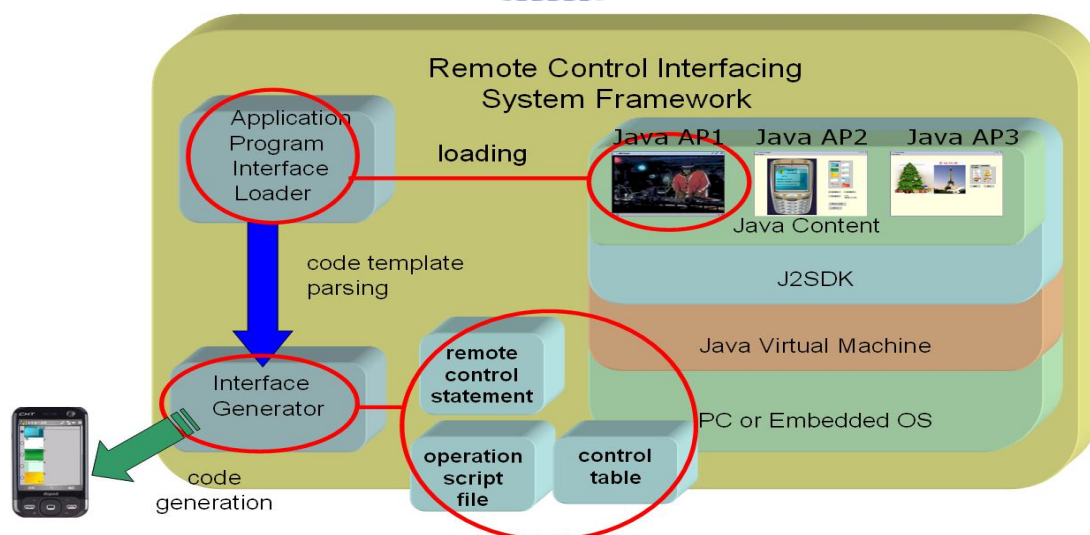 Remote Control Interfacing
System Framework
Application
Program
Interface
Loader
loading
Java AP1
Java AP2
Java AP3
Java Content
code template
parsing
J2SDK
Java Virtual Machine
remote
control
statement
Interface
Generator
PC or Embedded OS
operation
script
file
control
table
code
generation
CHT